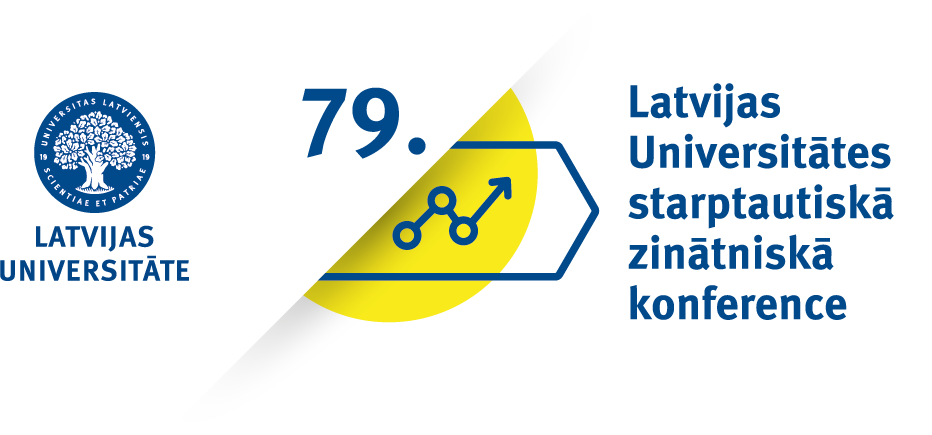 UNIVERSITAS LATVIENSIS
19 19
SCIENTIAE ET PATRIAE
LATVIJAS
UNIVERSITĀTE
79.
Latvijas
Universitātes
starptautiskā
zinātniskā
konference